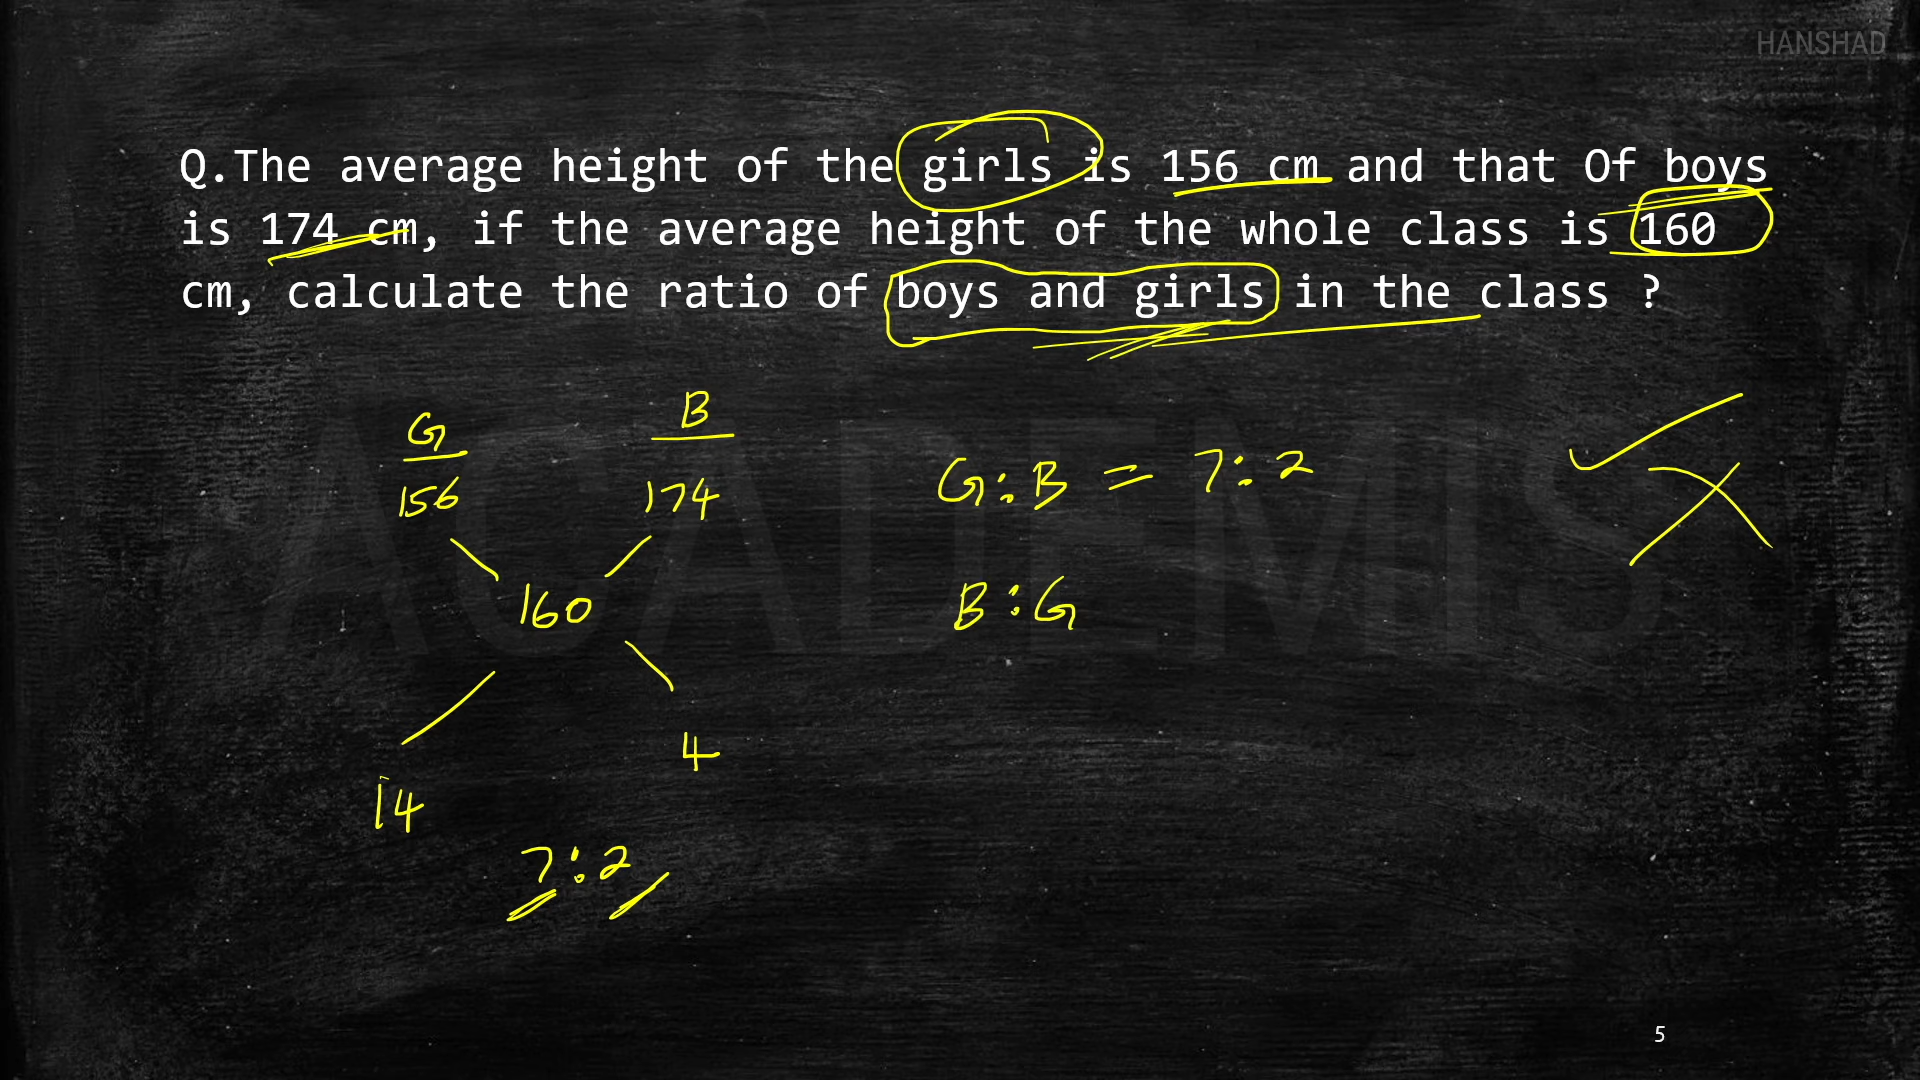 HANSHAD
Q.The average height of the girls is 156 cm and that Of boys
is 174 cm, if the average height of the whole class is 160
cm, calculate the ratio of boys and girls in the class ?
G B
156 174
G:B = 7:2
160
B:G
4
14
7:2
ACADEMIS
5